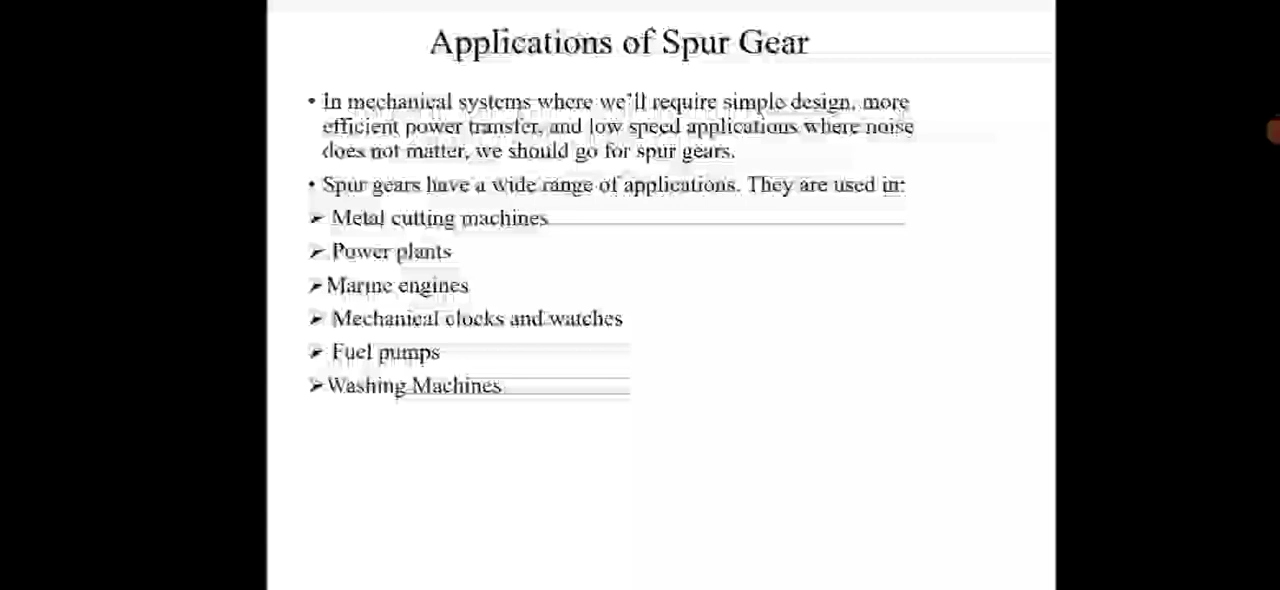 Applications of Spur Gear
• In mechanical systems where we'll require simple design, more
efficient power transfer, and low speed applications where noise
does not matter, we should go for spur gears.
• Spur gears have a wide range of applications. They are used in:
➢ Metal cutting machines
➢ Power plants
➢ Marine engines
➢ Mechanical clocks and watches
➢ Fuel pumps
➢ Washing Machines